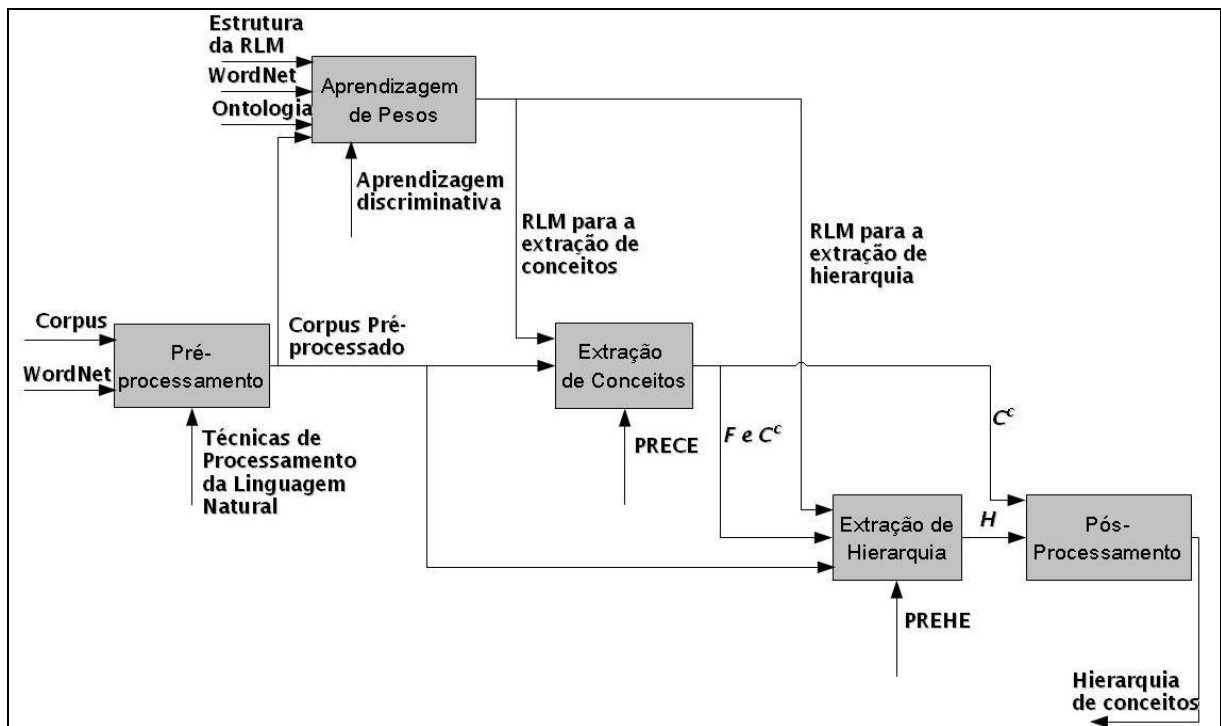 Estrutura
da RLM
WordNet
Ontologia
Aprendizagem
de Pesos
Aprendizagem
discriminativa
RLM para a
extração de
conceitos
RLM para a
extração de
hierarquia
Corpus
WordNet
Pré-
processamento
Corpus Pré-
processado
Técnicas de
Processamento
da Linguagem
Natural
Extração
de Conceitos
PRECE
F e Cᶜ
Cᶜ
Extração de
Hierarquia
H
PREHE
Pós-
Processamento
Hierarquia
de conceitos